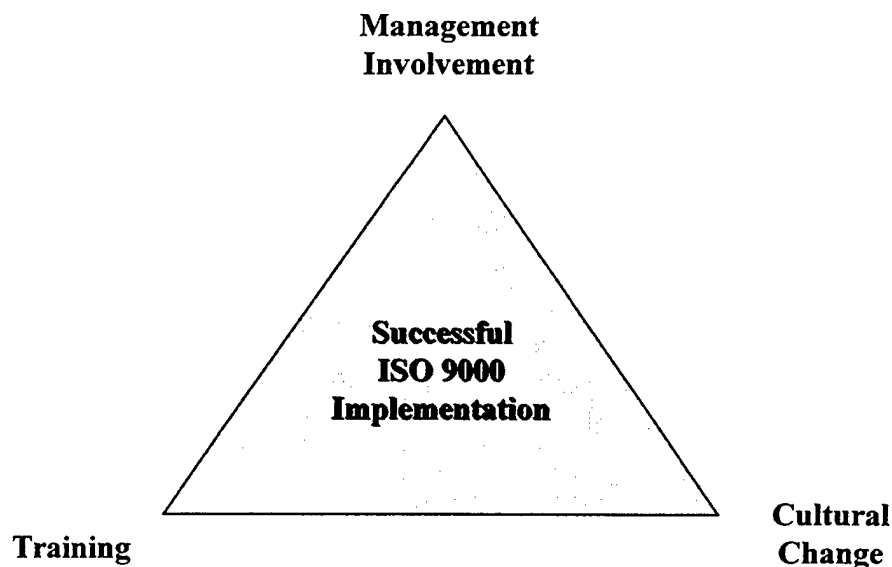 Management
Involvement
Successful
ISO 9000
Implementation
Training
Cultural
Change